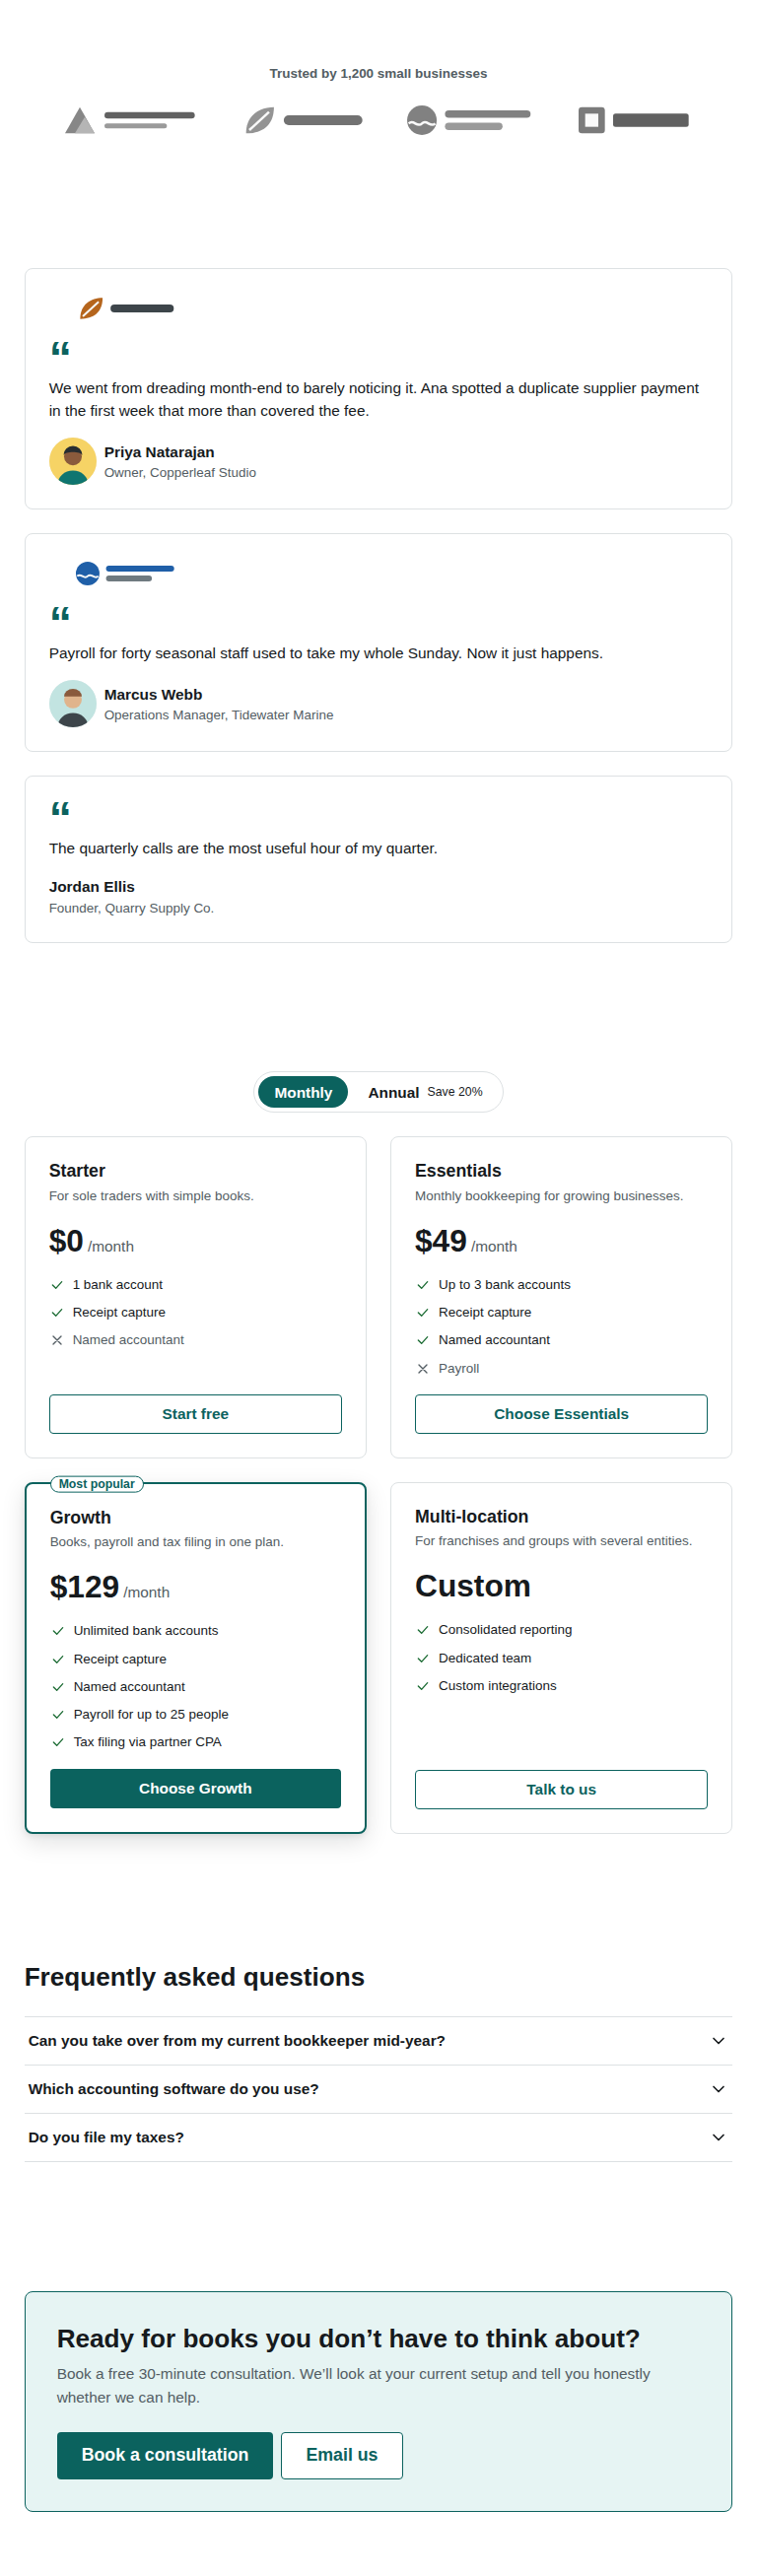 Trusted by 1,200 small businesses
“
We went from dreading month-end to barely noticing it. Ana spotted a duplicate supplier payment
in the first week that more than covered the fee.
Priya Natarajan
Owner, Copperleaf Studio
“
Payroll for forty seasonal staff used to take my whole Sunday. Now it just happens.
Marcus Webb
Operations Manager, Tidewater Marine
“
The quarterly calls are the most useful hour of my quarter.
Jordan Ellis
Founder, Quarry Supply Co.
Monthly Annual Save 20%
Starter
For sole traders with simple books.
$0 /month
1 bank account
Receipt capture
Named accountant
Start free
Essentials
Monthly bookkeeping for growing businesses.
$49 /month
Up to 3 bank accounts
Receipt capture
Named accountant
Payroll
Choose Essentials
Most popular
Growth
Books, payroll and tax filing in one plan.
$129 /month
Unlimited bank accounts
Receipt capture
Named accountant
Payroll for up to 25 people
Tax filing via partner CPA
Choose Growth
Multi-location
For franchises and groups with several entities.
Custom
Consolidated reporting
Dedicated team
Custom integrations
Talk to us
Frequently asked questions
Can you take over from my current bookkeeper mid-year?
Which accounting software do you use?
Do you file my taxes?
Ready for books you don’t have to think about?
Book a free 30-minute consultation. We’ll look at your current setup and tell you honestly
whether we can help.
Book a consultation
Email us